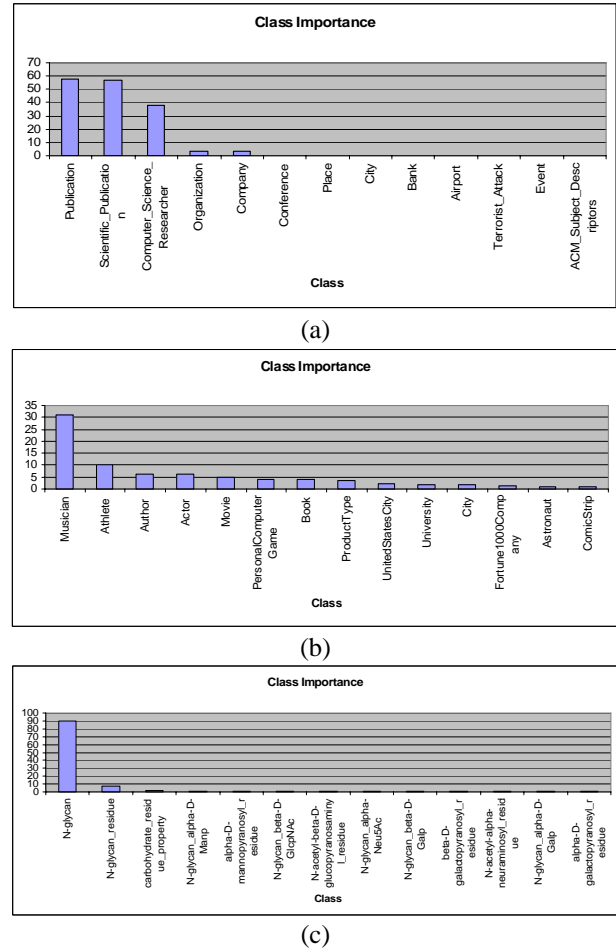 Class Importance
70
60
50
40
30
20
10
0
Publication
Scientific_Publicatio
n
Computer_Science_
Researcher
Organization
Company
Conference
Place
City
Bank
Airport
Terrorist_Attack
Event
ACM_Subject_Desc
riptors
Class
(a)
Class Importance
35
30
25
20
15
10
5
0
Musician
Athlete
Author
Actor
Movie
PersonalComputer
Game
Book
ProductType
UnitedStatesCity
University
City
Fortune1000Comp
any
Astronaut
ComicStrip
Class
(b)
Class Importance
100
90
80
70
60
50
40
30
20
10
0
N-glycan
N-glycan_residue
carbohydrate_resid
ue_property
N-glycan_alpha-D-
Manp
alpha-D-
mannopyranosyl_r
esidue
N-glycan_beta-D-
GlcpNAc
N-acetyl-beta-D-
glucopyranosaminy
l_residue
N-glycan_alpha-
Neu5Ac
N-glycan_beta-D-
Galp
beta-D-
galactopyranosyl_r
esidue
N-acetyl-alpha-
neuraminosyl_resid
ue
N-glycan_alpha-D-
Galp
alpha-D-
galactopyranosyl_r
esidue
Class
(c)